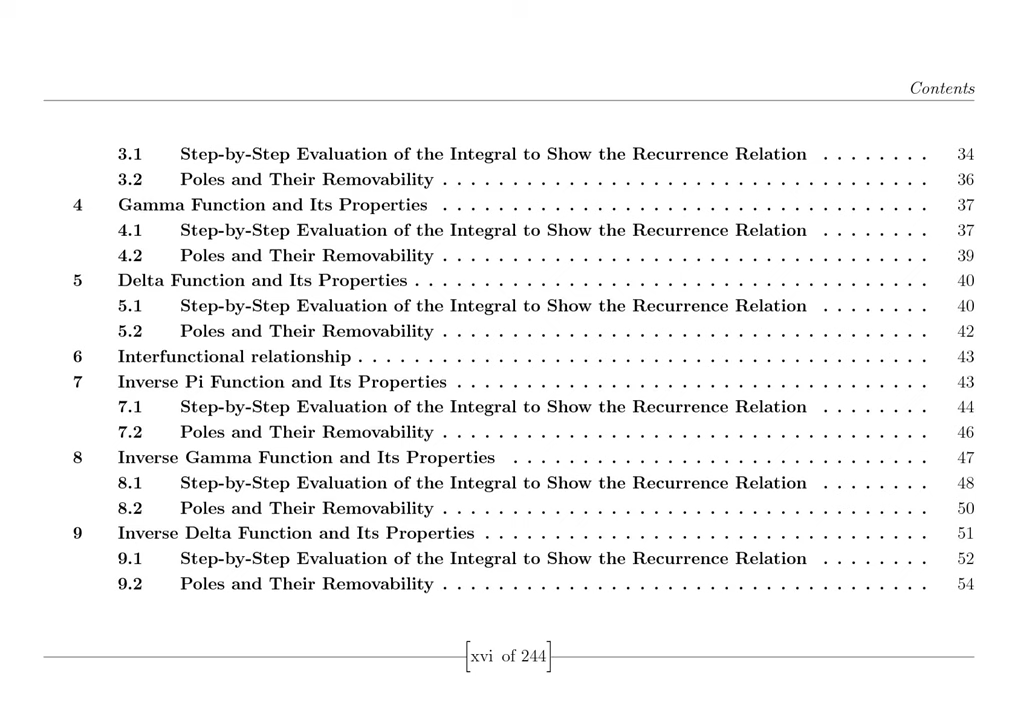 Contents
3.1 Step-by-Step Evaluation of the Integral to Show the Recurrence Relation . . . . . . . . 34
3.2 Poles and Their Removability . . . . . . . . . . . . . . . . . . . . . . . . . . . . . . . . . . . 36
4 Gamma Function and Its Properties . . . . . . . . . . . . . . . . . . . . . . . . . . . . . . . . . . . 37
4.1 Step-by-Step Evaluation of the Integral to Show the Recurrence Relation . . . . . . . . 37
4.2 Poles and Their Removability . . . . . . . . . . . . . . . . . . . . . . . . . . . . . . . . . . . 39
5 Delta Function and Its Properties . . . . . . . . . . . . . . . . . . . . . . . . . . . . . . . . . . . . . 40
5.1 Step-by-Step Evaluation of the Integral to Show the Recurrence Relation . . . . . . . . 40
5.2 Poles and Their Removability . . . . . . . . . . . . . . . . . . . . . . . . . . . . . . . . . . . 42
6 Interfunctional relationship . . . . . . . . . . . . . . . . . . . . . . . . . . . . . . . . . . . . . . . . . 43
7 Inverse Pi Function and Its Properties . . . . . . . . . . . . . . . . . . . . . . . . . . . . . . . . . . 43
7.1 Step-by-Step Evaluation of the Integral to Show the Recurrence Relation . . . . . . . . 44
7.2 Poles and Their Removability . . . . . . . . . . . . . . . . . . . . . . . . . . . . . . . . . . . 46
8 Inverse Gamma Function and Its Properties . . . . . . . . . . . . . . . . . . . . . . . . . . . . . . 47
8.1 Step-by-Step Evaluation of the Integral to Show the Recurrence Relation . . . . . . . . 48
8.2 Poles and Their Removability . . . . . . . . . . . . . . . . . . . . . . . . . . . . . . . . . . . 50
9 Inverse Delta Function and Its Properties . . . . . . . . . . . . . . . . . . . . . . . . . . . . . . . . 51
9.1 Step-by-Step Evaluation of the Integral to Show the Recurrence Relation . . . . . . . . 52
9.2 Poles and Their Removability . . . . . . . . . . . . . . . . . . . . . . . . . . . . . . . . . . . 54
[xvi of 244]